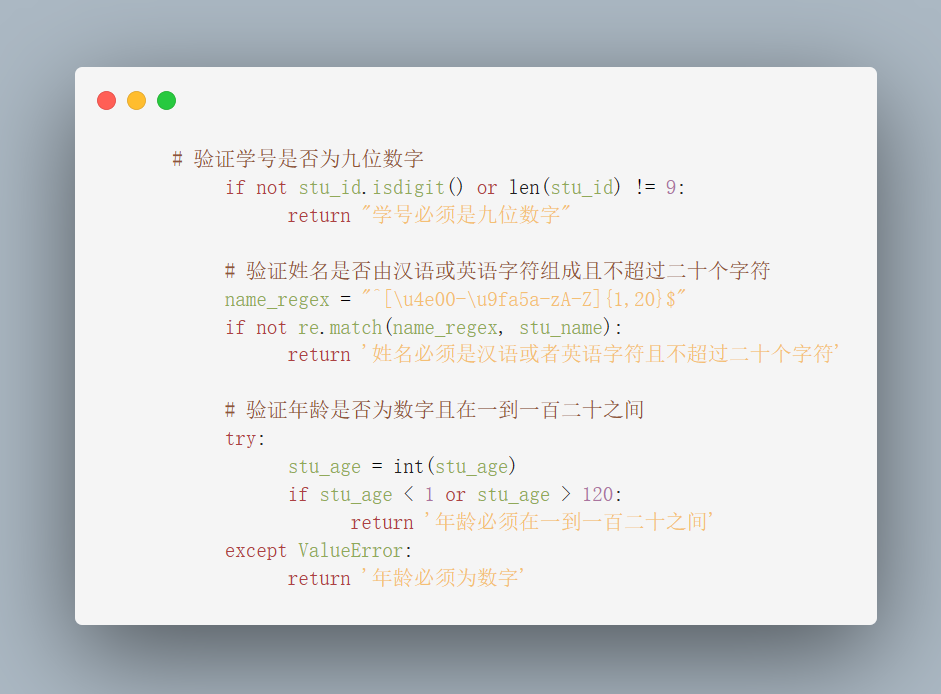 # 验证学号是否为九位数字
if not stu_id.isdigit() or len(stu_id) != 9:
return "学号必须是九位数字"
# 验证姓名是否由汉语或英语字符组成且不超过二十个字符
name_regex = "^[\u4e00-\u9fa5a-zA-Z]{1,20}$"
if not re.match(name_regex, stu_name):
return '姓名必须是汉语或者英语字符且不超过二十个字符'
# 验证年龄是否为数字且在一到一百二十之间
try:
stu_age = int(stu_age)
if stu_age < 1 or stu_age > 120:
return '年龄必须在一到一百二十之间'
except ValueError:
return '年龄必须为数字'